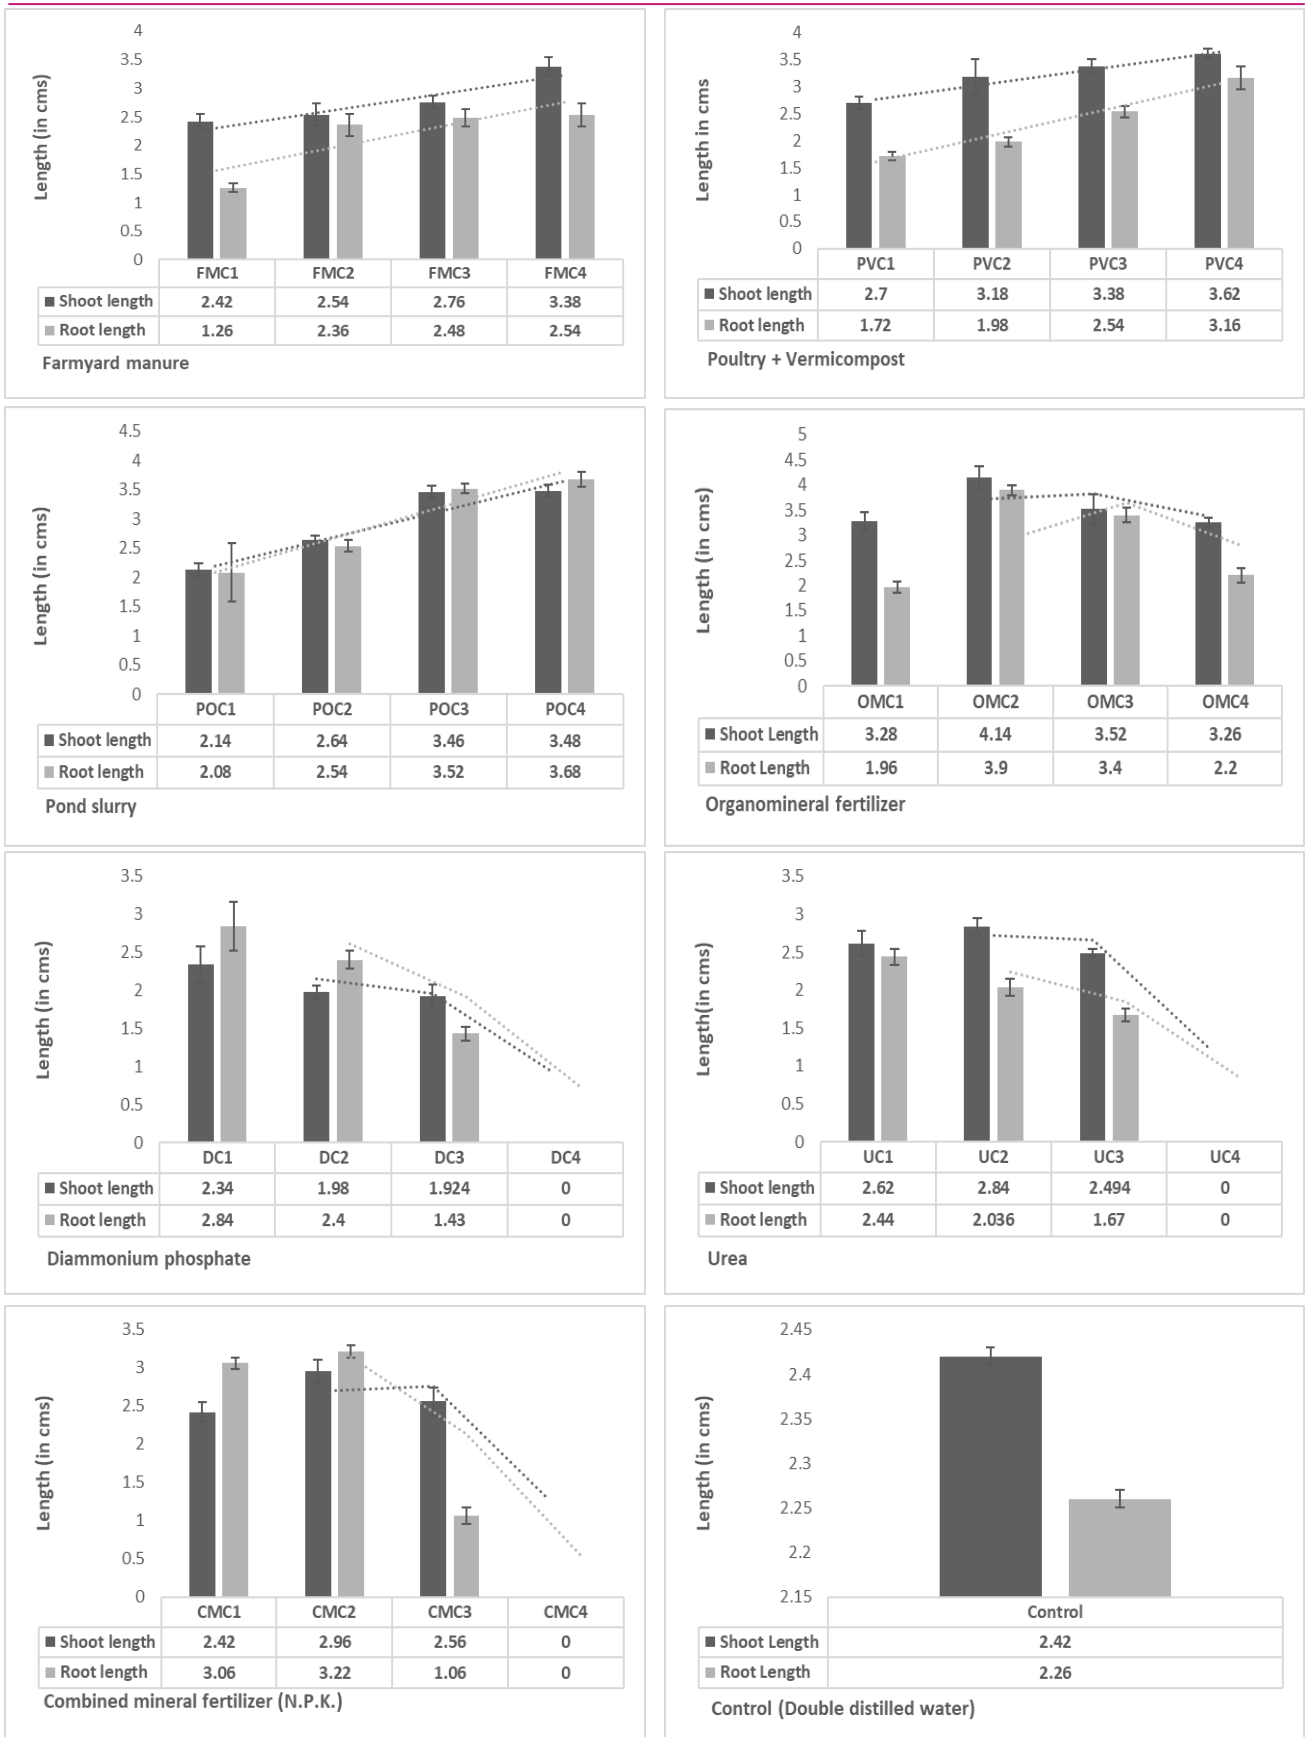 4
3.5
3
2.5
2
1.5
1
0.5
0
Length (in cms)
FMC1 FMC2 FMC3 FMC4
Shoot length 2.42 2.54 2.76 3.38
Root length 1.26 2.36 2.48 2.54
Farmyard manure
4
3.5
3
2.5
2
1.5
1
0.5
0
Length in cms
PVC1 PVC2 PVC3 PVC4
Shoot length 2.7 3.18 3.38 3.62
Root length 1.72 1.98 2.54 3.16
Poultry + Vermicompost
4.5
4
3.5
3
2.5
2
1.5
1
0.5
0
Length (in cms)
POC1 POC2 POC3 POC4
Shoot length 2.14 2.64 3.46 3.48
Root length 2.08 2.54 3.52 3.68
Pond slurry
5
4.5
4
3.5
3
2.5
2
1.5
1
0.5
0
Length (in cms)
OMC1 OMC2 OMC3 OMC4
Shoot Length 3.28 4.14 3.52 3.26
Root Length 1.96 3.9 3.4 2.2
Organomineral fertilizer
3.5
3
2.5
2
1.5
1
0.5
0
Length (in cms)
DC1 DC2 DC3 DC4
Shoot length 2.34 1.98 1.924 0
Root length 2.84 2.4 1.43 0
Diammonium phosphate
3.5
3
2.5
2
1.5
1
0.5
0
Length(in cms)
UC1 UC2 UC3 UC4
Shoot length 2.62 2.84 2.494 0
Root length 2.44 2.036 1.67 0
Urea
3.5
3
2.5
2
1.5
1
0.5
0
Length (in cms)
CMC1 CMC2 CMC3 CMC4
Shoot length 2.42 2.96 2.56 0
Root length 3.06 3.22 1.06 0
Combined mineral fertilizer (N.P.K.)
2.45
2.4
2.35
2.3
2.25
2.2
2.15
Length (in cms)
Control
Shoot Length 2.42
Root Length 2.26
Control (Double distilled water)